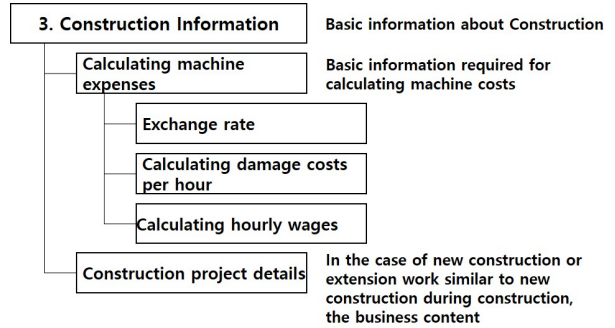 3. Construction Information
Basic information about Construction
Calculating machine
expenses
Basic information required for
calculating machine costs
Exchange rate
Calculating damage costs
per hour
Calculating hourly wages
Construction project details
In the case of new construction or
extension work similar to new
construction during construction,
the business content